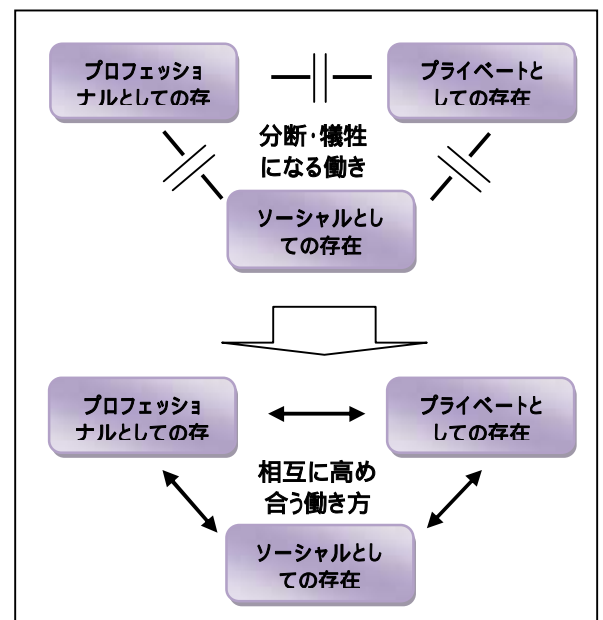 プロフェッショ
ナルとしての存
プライベートと
しての存在
分断・犠牲
になる働き
ソーシャルとし
ての存在
プロフェッショ
ナルとしての存
プライベートと
しての存在
相互に高め
合う働き方
ソーシャルとし
ての存在